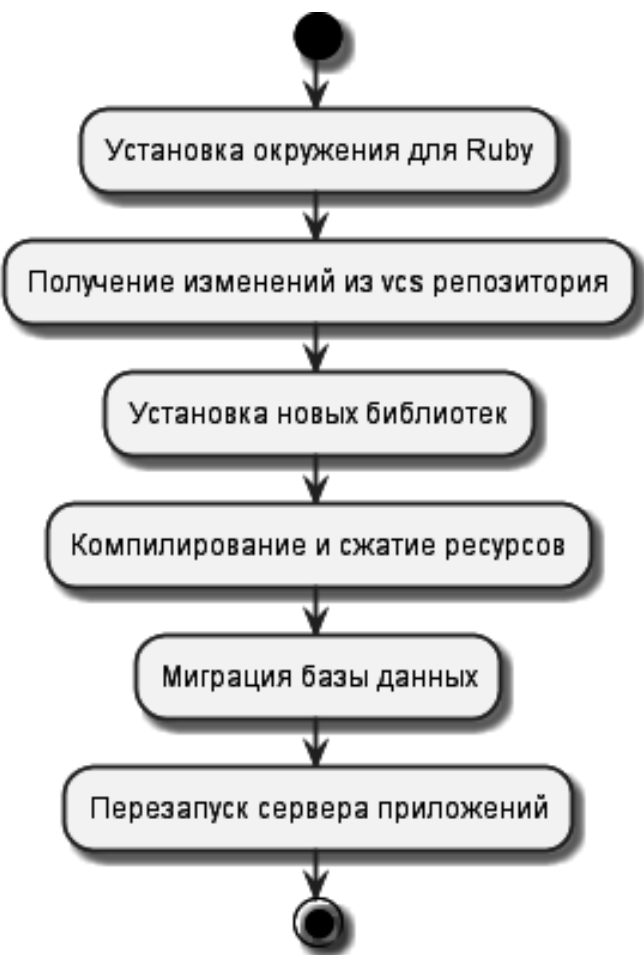 Установка окружения для Ruby
Получение изменений из vcs репозитория
Установка новых библиотек
Компилирование и сжатие ресурсов
Миграция базы данных
Перезапуск сервера приложений